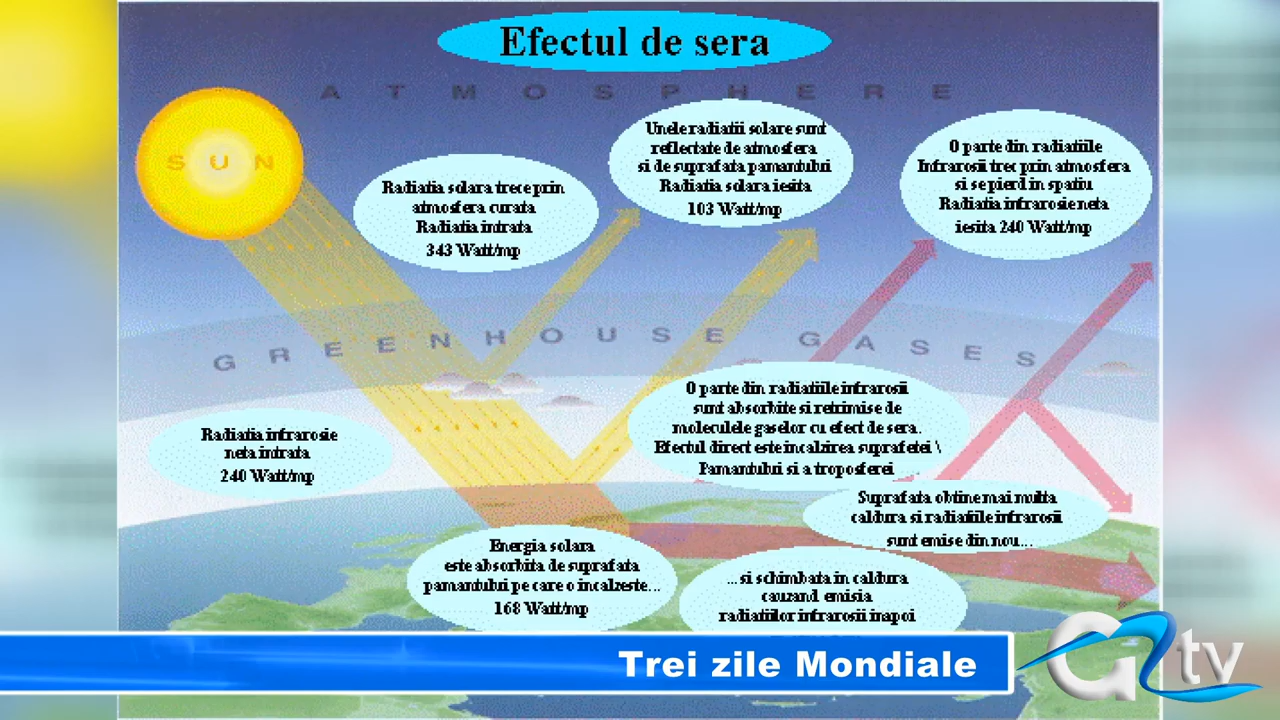 Efectul de sera
ATMOSPHERE
SUN
Unele radiatii solare sunt
reflectate de atmosfera
si de suprafata pamantului
Radiatia solara iesita
103 Watt/mp
O parte din radiatiile
Infrarosii trec prin atmosfera
si se pierd in spatiu
Radiatia infrarosie neta
iesita 240 Watt/mp
Radiatia solara trece prin
atmosfera curata
Radiatia intrata
343 Watt/mp
GREENHOUSE GASES
O parte din radiatiile infrarosii
sunt absorbite si retrimise de
moleculele gaselor cu efect de sera.
Efectul direct este incalzirea suprafetei \
Pamantului si a troposferei
Radiatia infrarosie
neta intrata
240 Watt/mp
Suprafata obtine mai multa
caldura si radiatiile infrarosii
sunt emise din nou...
Energia solara
este absorbita de suprafata
pamantului pe care o incalzeste...
168 Watt/mp
...si schimbata in caldura
cauzand emisia
radiatiilor infrarosii inapoi
Trei zile Mondiale
G2 tv